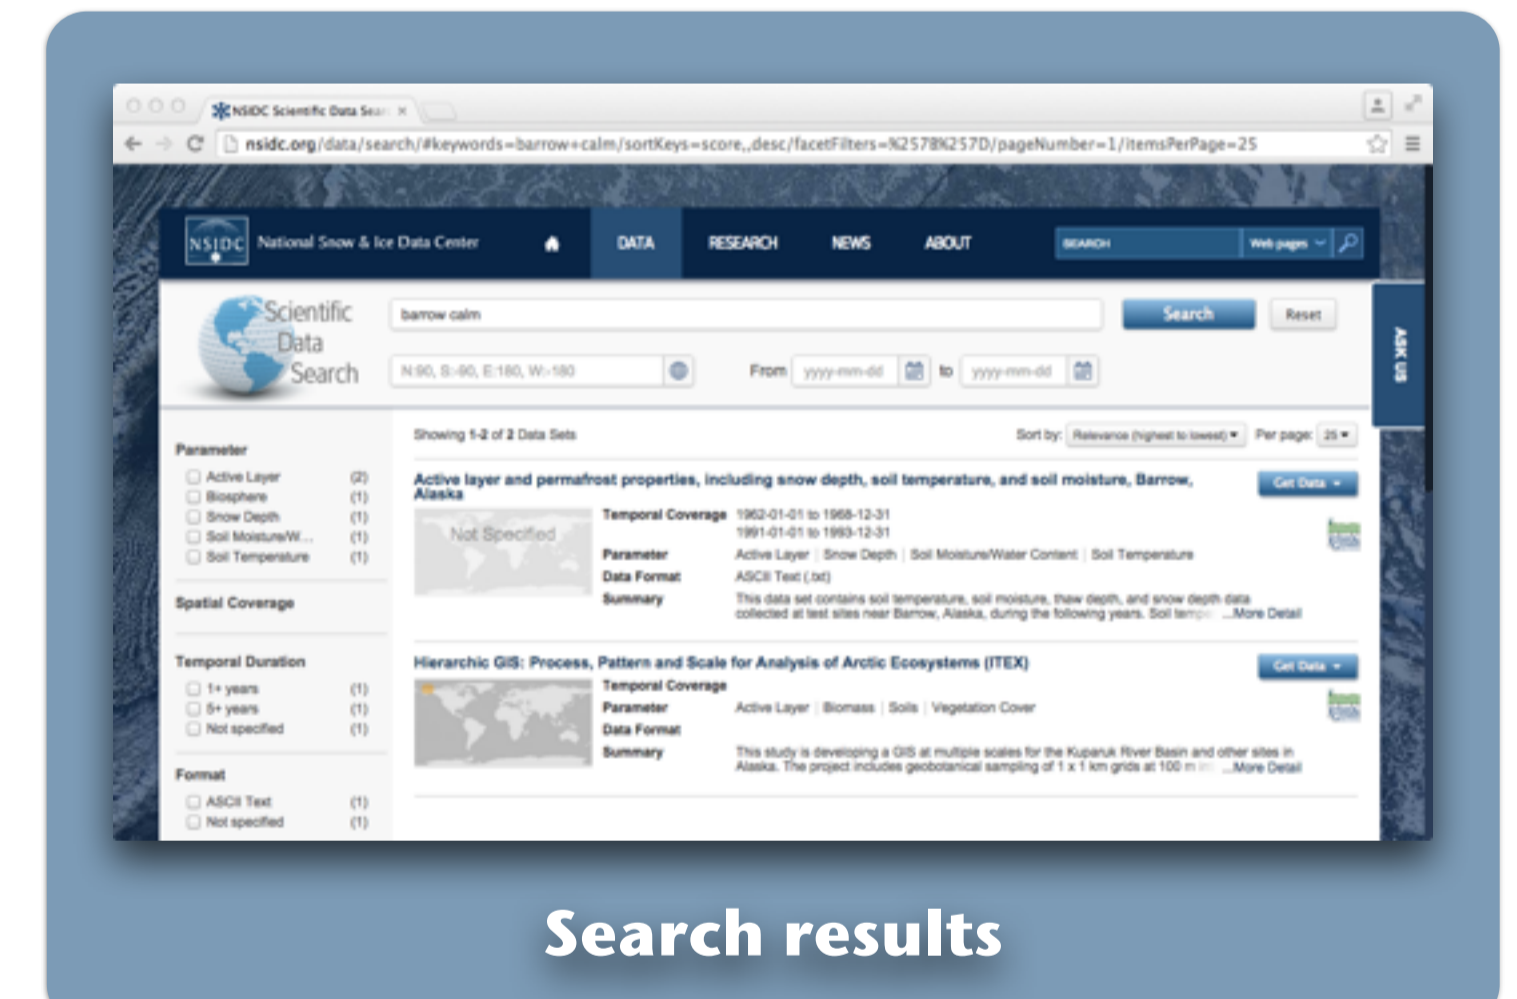 NSIDC Scientific Data Sear
nsidc.org/data/search/#keywords=barrow+calm/sortKeys=score,,desc/facetFilters=%257B%257D/pageNumber=1/itemsPerPage=25
NSIDC National Snow & Ice Data Center DATA RESEARCH NEWS ABOUT SEARCH Web pages
Scientific
Data
Search
barrow calm Search Reset
N:90, S:-90, E:180, W:-180 From yyyy-mm-dd to yyyy-mm-dd
ASK US
Showing 1-2 of 2 Data Sets Sort by: Relevance (highest to lowest) Per page: 25
Parameter
Active Layer (2)
Biosphere (1)
Snow Depth (1)
Soil Moisture/W... (1)
Soil Temperature (1)
Spatial Coverage
Temporal Duration
1+ years (1)
5+ years (1)
Not specified (1)
Format
ASCII Text (1)
Not specified (1)
Active layer and permafrost properties, including snow depth, soil temperature, and soil moisture, Barrow,
Alaska
Get Data
Not Specified
Temporal Coverage 1962-01-01 to 1968-12-31
1991-01-01 to 1993-12-31
Parameter Active Layer | Snow Depth | Soil Moisture/Water Content | Soil Temperature
Data Format ASCII Text (.txt)
Summary This data set contains soil temperature, soil moisture, thaw depth, and snow depth data
collected at test sites near Barrow, Alaska, during the following years. Soil tempe ...More Detail
Hierarchic GIS: Process, Pattern and Scale for Analysis of Arctic Ecosystems (ITEX)
Get Data
Temporal Coverage
Parameter Active Layer | Biomass | Soils | Vegetation Cover
Data Format
Summary This study is developing a GIS at multiple scales for the Kuparuk River Basin and other sites in
Alaska. The project includes geobotanical sampling of 1 x 1 km grids at 100 m ...More Detail
Search results